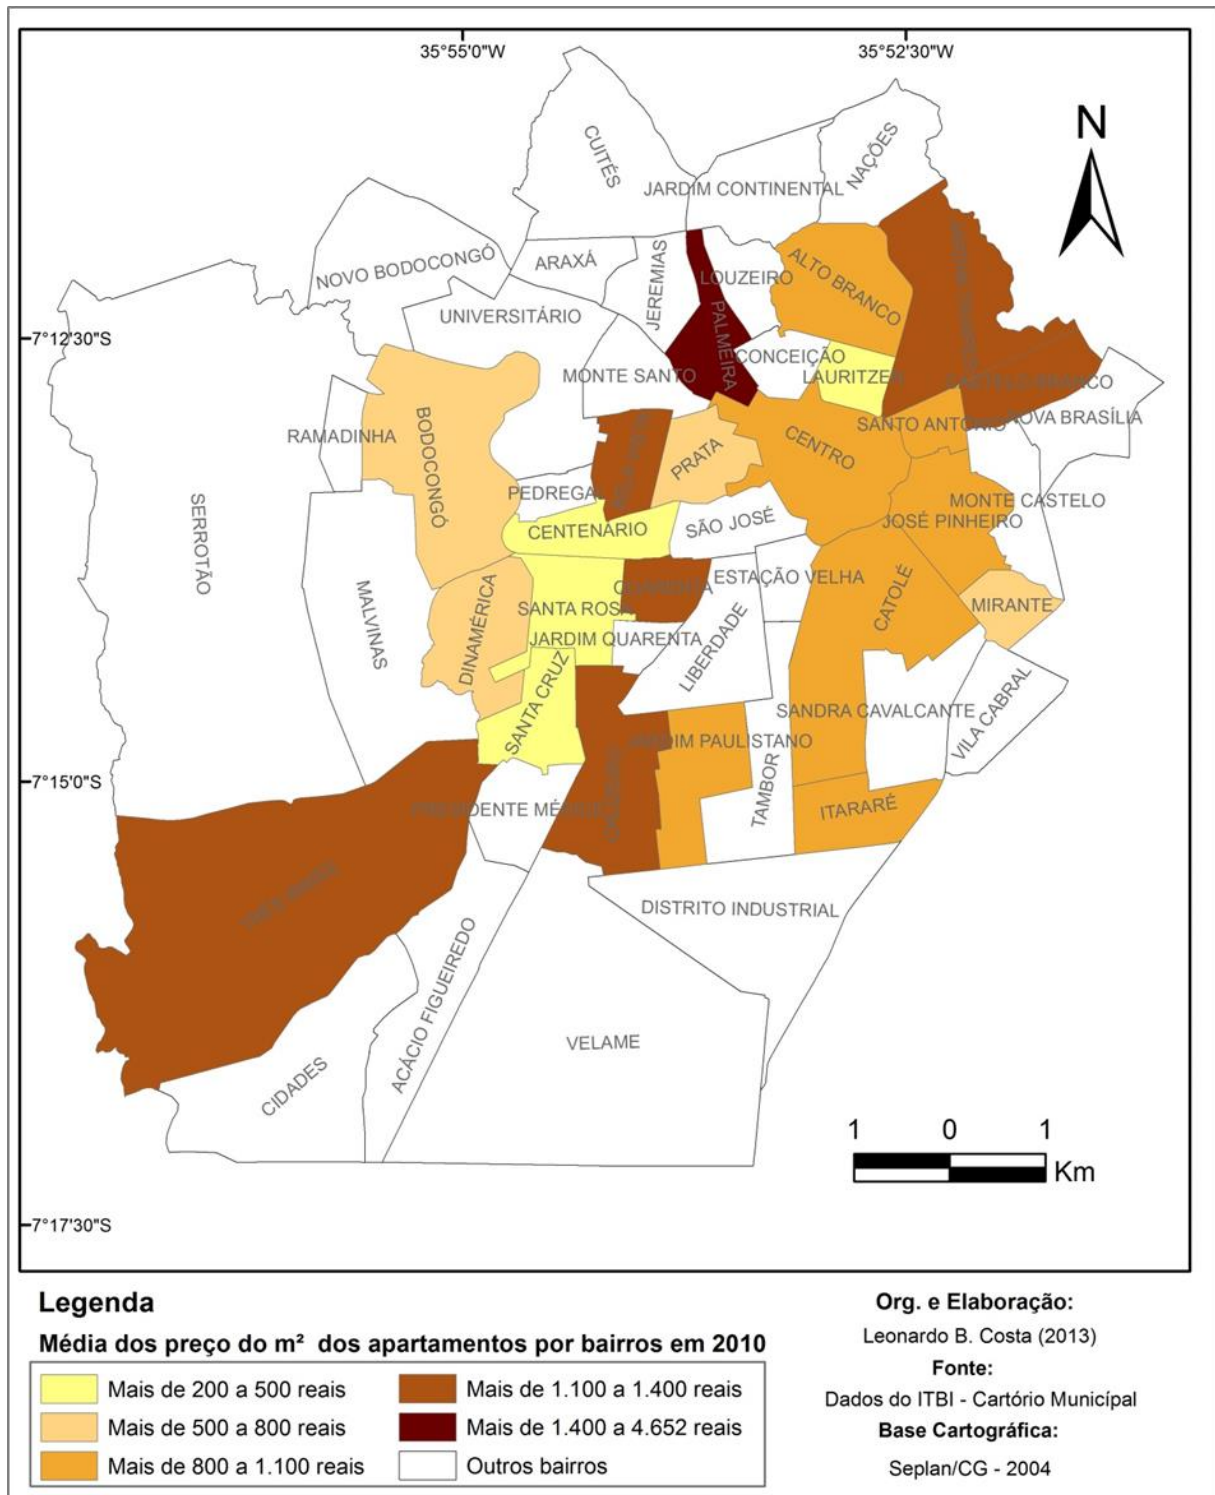 35°55'0"W
35°52'30"W
N
CUITÉS
JARDIM CONTINENTAL
NAÇÕES
NOVO BODOCONGÓ
ARAXÁ
JEREMIAS
LOUZEIRO
ALTO BRANCO
UNIVERSITÁRIO
PALMEIRA
7°12'30"S
CONCEIÇÃO
MONTE SANTO
LAURITZEN
CASTELO BRANCO
NOVA BRASÍLIA
SANTO ANTONIO
RAMADINHA
BODOCONGÓ
BELA VISTA
PRATA
CENTRO
SERROTÃO
PEDREGAL
MONTE CASTELO
CENTENÁRIO
SÃO JOSÉ
JOSÉ PINHEIRO
MALVINAS
DINAMÉRICA
QUARENTA
ESTAÇÃO VELHA
SANTA ROSA
CATOLÉ
MIRANTE
JARDIM QUARENTA
LIBERDADE
SANTA CRUZ
SANDRA CAVALCANTE
VILA CABRAL
JARDIM PAULISTANO
7°15'0"S
PRESIDENTE MÉDICI
CRUZEIRO
TAMBOR
ITARARÉ
TRÊS IRMÃS
DISTRITO INDUSTRIAL
ACÁCIO FIGUEIREDO
VELAME
CIDADES
1 0 1
Km
7°17'30"S
Legenda
Média dos preço do m² dos apartamentos por bairros em 2010
Mais de 200 a 500 reais
Mais de 500 a 800 reais
Mais de 800 a 1.100 reais
Mais de 1.100 a 1.400 reais
Mais de 1.400 a 4.652 reais
Outros bairros
Org. e Elaboração:
Leonardo B. Costa (2013)
Fonte:
Dados do ITBI - Cartório Municípal
Base Cartográfica:
Seplan/CG - 2004